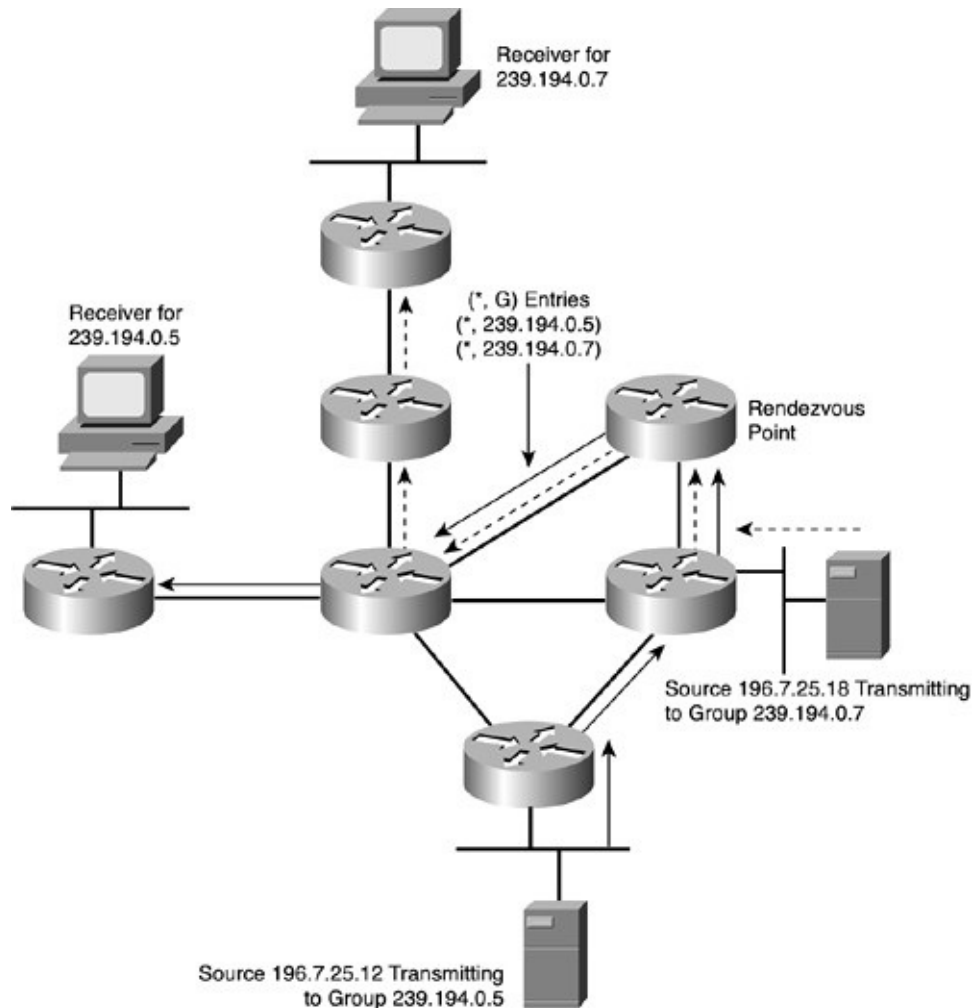 Receiver for
239.194.0.7
(*, G) Entries
(*, 239.194.0.5)
(*, 239.194.0.7)
Receiver for
239.194.0.5
Rendezvous
Point
Source 196.7.25.18 Transmitting
to Group 239.194.0.7
Source 196.7.25.12 Transmitting
to Group 239.194.0.5